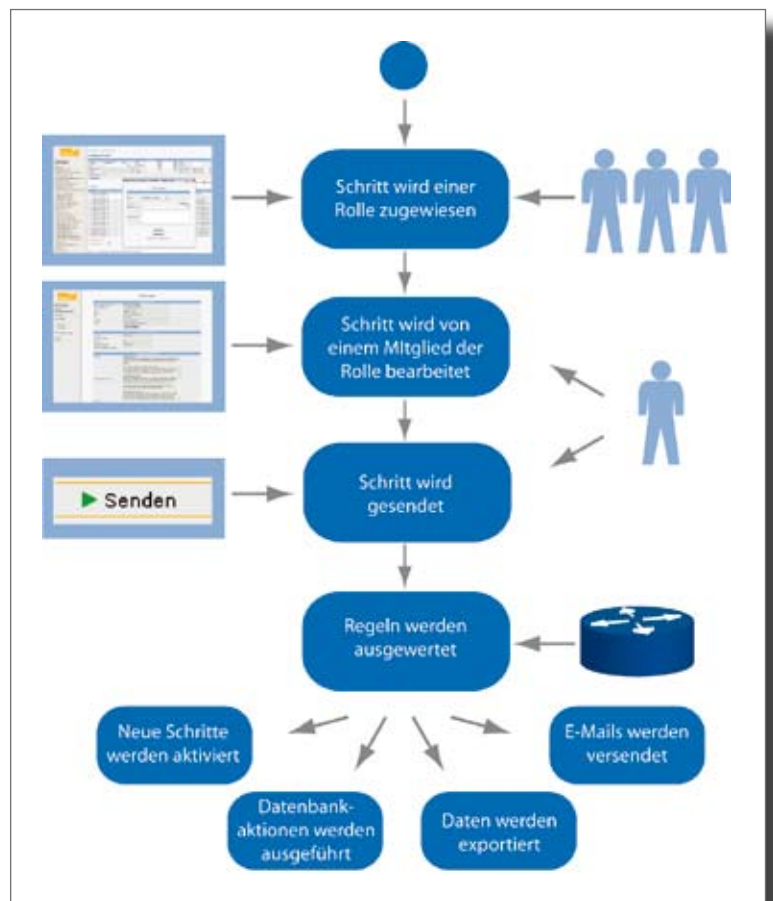 Schritt wird einer
Rolle zugewiesen
Schritt wird von
einem MItglied der
Rolle bearbeitet
Senden
Schritt wird
gesendet
Regeln werden
ausgewertet
Neue Schritte
werden aktiviert
E-Mails werden
versendet
Datenbank-
aktionen werden
ausgeführt
Daten werden
exportiert